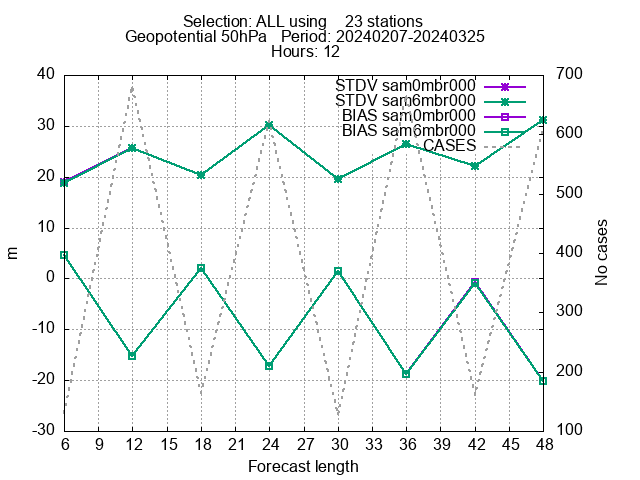 Selection: ALL using    23 stations
Geopotential 50hPa   Period: 20240207-20240325
Hours: 12
40
30
20
10
0
-10
-20
-30
m
700
600
500
400
300
200
100
No cases
STDV sam0mbr000
STDV sam6mbr000
BIAS sam0mbr000
BIAS sam6mbr000
CASES
6 9 12 15 18 21 24 27 30 33 36 39 42 45 48
Forecast length